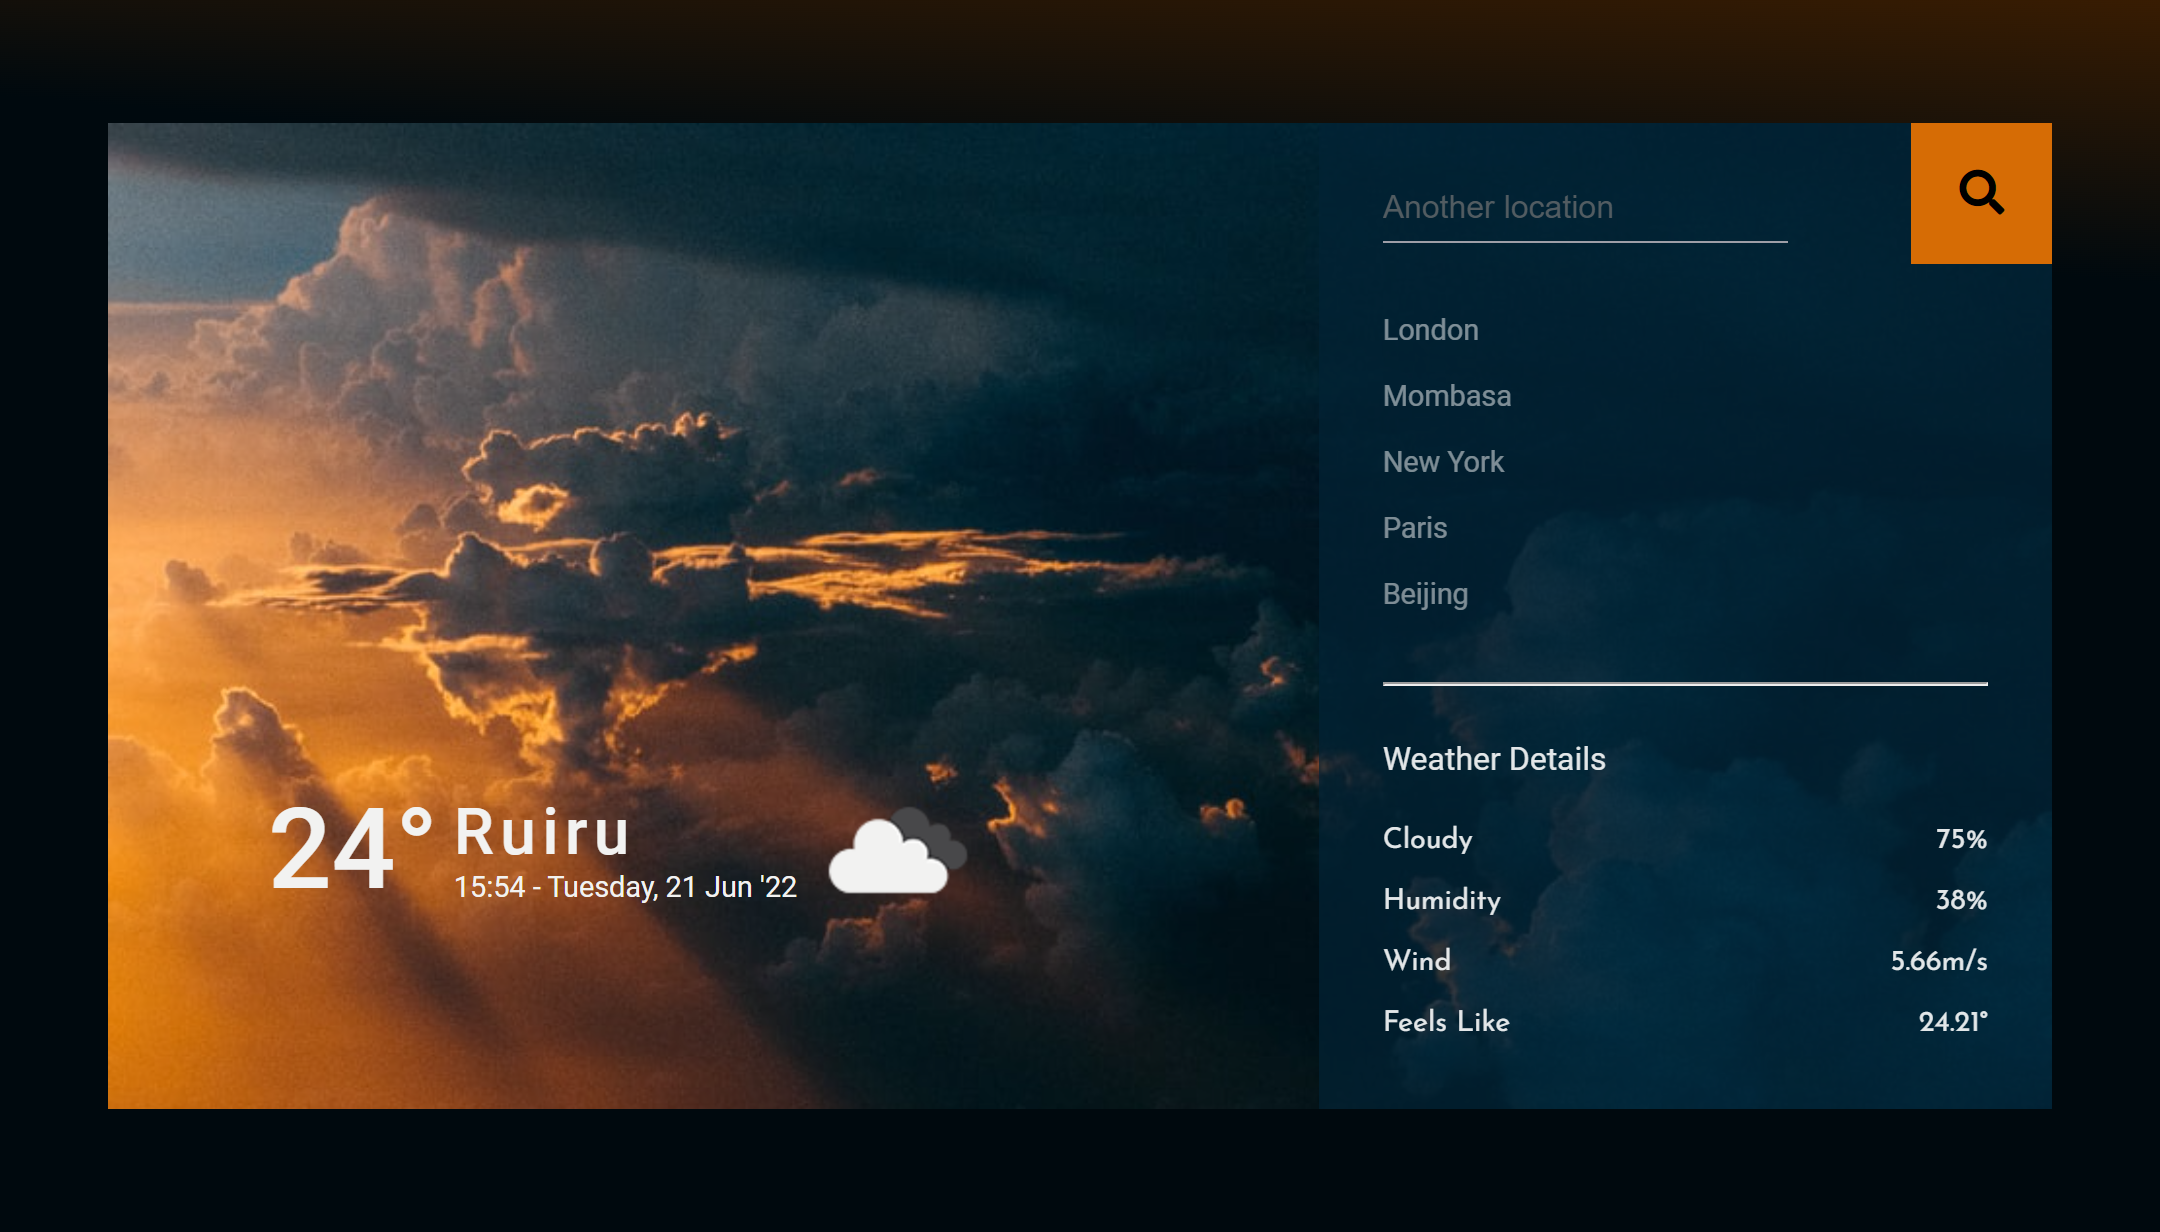 Another location
London
Mombasa
New York
Paris
Beijing
Weather Details
Cloudy 75%
Humidity 38%
Wind 5.66m/s
Feels Like 24.21°
24° Ruiru
15:54 - Tuesday, 21 Jun '22